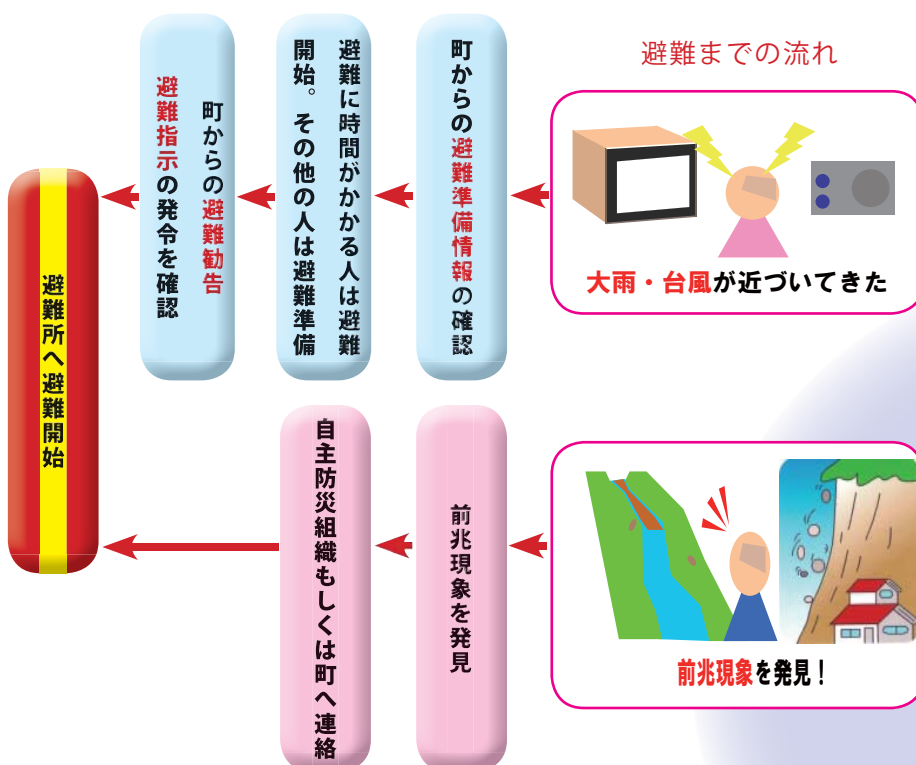 避難までの流れ
大雨・台風が近づいてきた
町からの避難準備情報の確認
避難に時間がかかる人は避難
開始。その他の人は避難準備
町からの避難勧告
避難指示の発令を確認
前兆現象を発見！
前兆現象を発見
自主防災組織もしくは町へ連絡
避難所へ避難開始